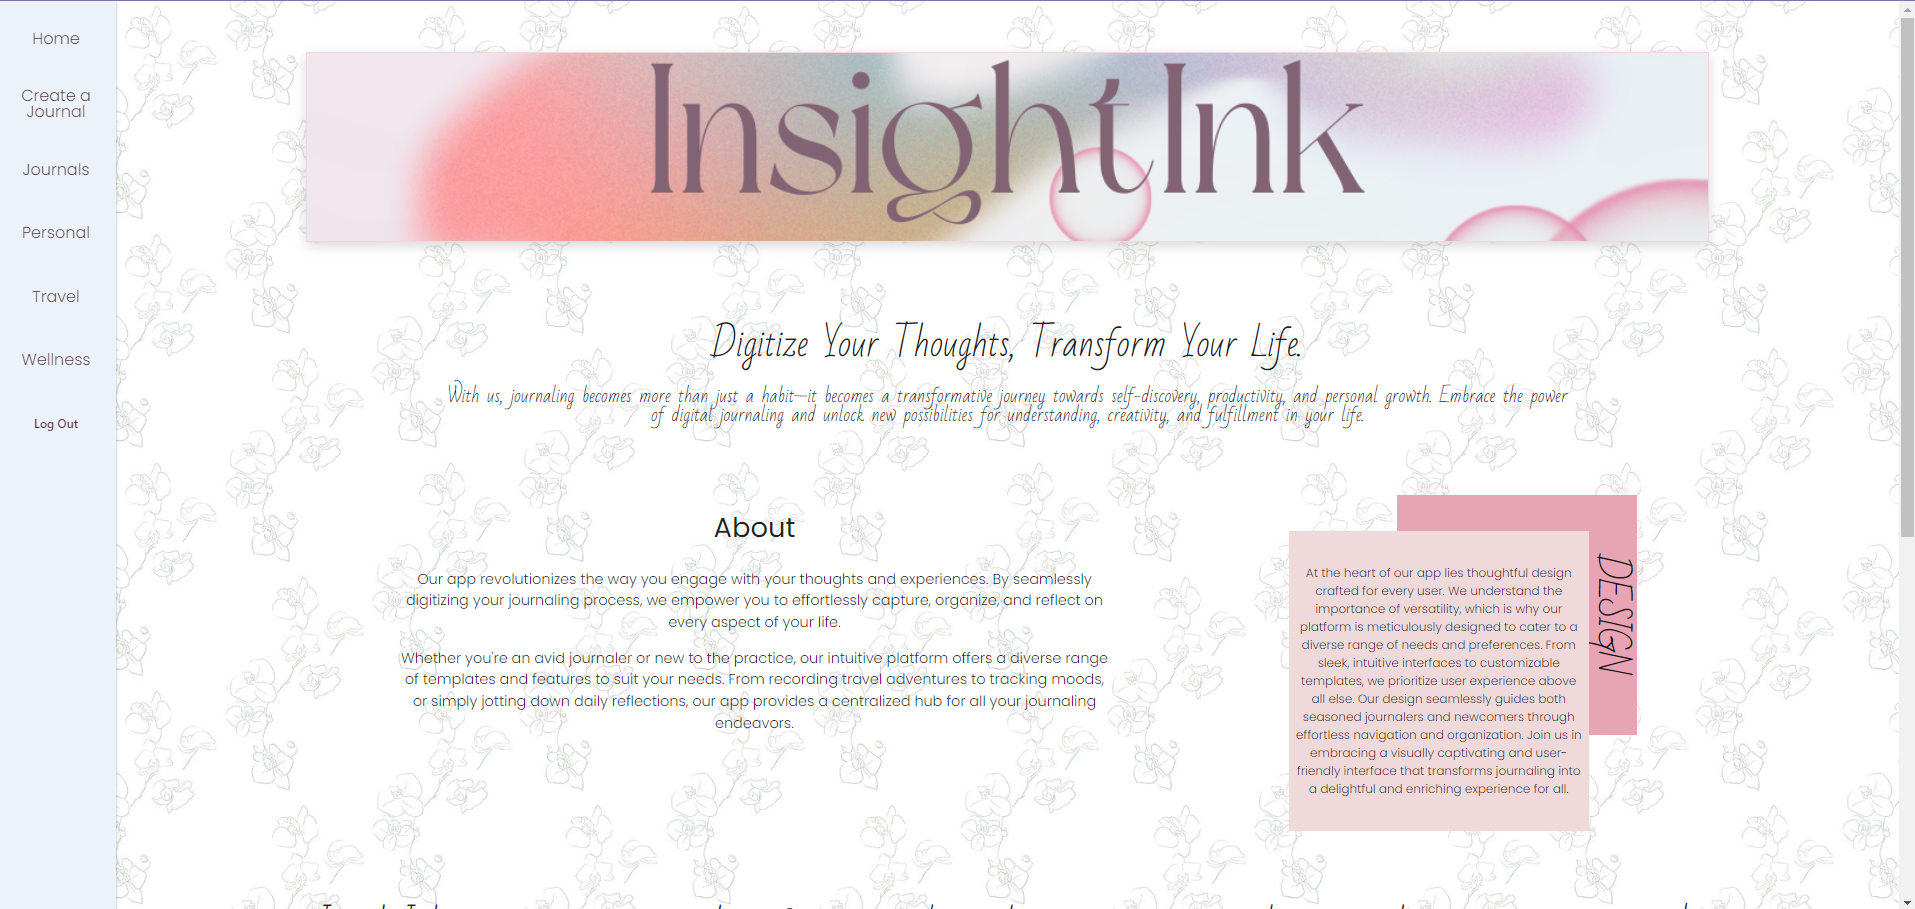 Home
Create a
Journal
Journals
Personal
Travel
Wellness
Log Out
InsightInk
Digitize Your Thoughts, Transform Your Life.
With us, journaling becomes more than just a habit—it becomes a transformative journey towards self-discovery, productivity, and personal growth. Embrace the power
of digital journaling and unlock new possibilities for understanding, creativity, and fulfillment in your life.
About
Our app revolutionizes the way you engage with your thoughts and experiences. By seamlessly
digitizing your journaling process, we empower you to effortlessly capture, organize, and reflect on
every aspect of your life.
Whether you're an avid journaler or new to the practice, our intuitive platform offers a diverse range
of templates and features to suit your needs. From recording travel adventures to tracking moods,
or simply jotting down daily reflections, our app provides a centralized hub for all your journaling
endeavors.
DESIGN
At the heart of our app lies thoughtful design
crafted for every user. We understand the
importance of versatility, which is why our
platform is meticulously designed to cater to a
diverse range of needs and preferences. From
sleek, intuitive interfaces to customizable
templates, we prioritize user experience above
all else. Our design seamlessly guides both
seasoned journalers and newcomers through
effortless navigation and organization. Join us in
embracing a visually captivating and user-
friendly interface that transforms journaling into
a delightful and enriching experience for all.